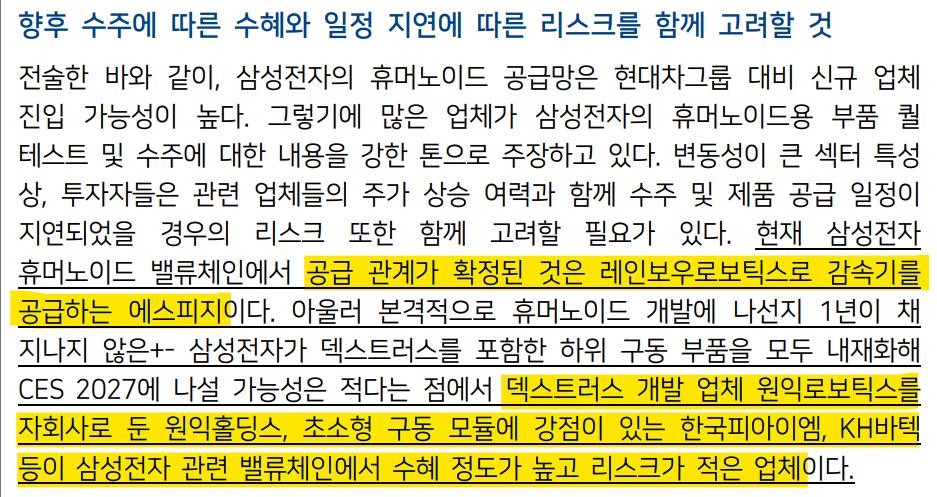 향후 수주에 따른 수혜와 일정 지연에 따른 리스크를 함께 고려할 것
전술한 바와 같이, 삼성전자의 휴머노이드 공급망은 현대차그룹 대비 신규 업체
진입 가능성이 높다. 그렇기에 많은 업체가 삼성전자의 휴머노이드용 부품 퀄
테스트 및 수주에 대한 내용을 강한 톤으로 주장하고 있다. 변동성이 큰 섹터 특성
상, 투자자들은 관련 업체들의 주가 상승 여력과 함께 수주 및 제품 공급 일정이
지연되었을 경우의 리스크 또한 함께 고려할 필요가 있다. 현재 삼성전자
휴머노이드 밸류체인에서 공급 관계가 확정된 것은 레인보우로보틱스로 감속기를
공급하는 에스피지이다. 아울러 본격적으로 휴머노이드 개발에 나선지 1년이 채
지나지 않은+- 삼성전자가 덱스트러스를 포함한 하위 구동 부품을 모두 내재화해
CES 2027에 나설 가능성은 적다는 점에서 덱스트러스 개발 업체 원익로보틱스를
자회사로 둔 원익홀딩스, 초소형 구동 모듈에 강점이 있는 한국피아이엠, KH바텍
등이 삼성전자 관련 밸류체인에서 수혜 정도가 높고 리스크가 적은 업체이다.